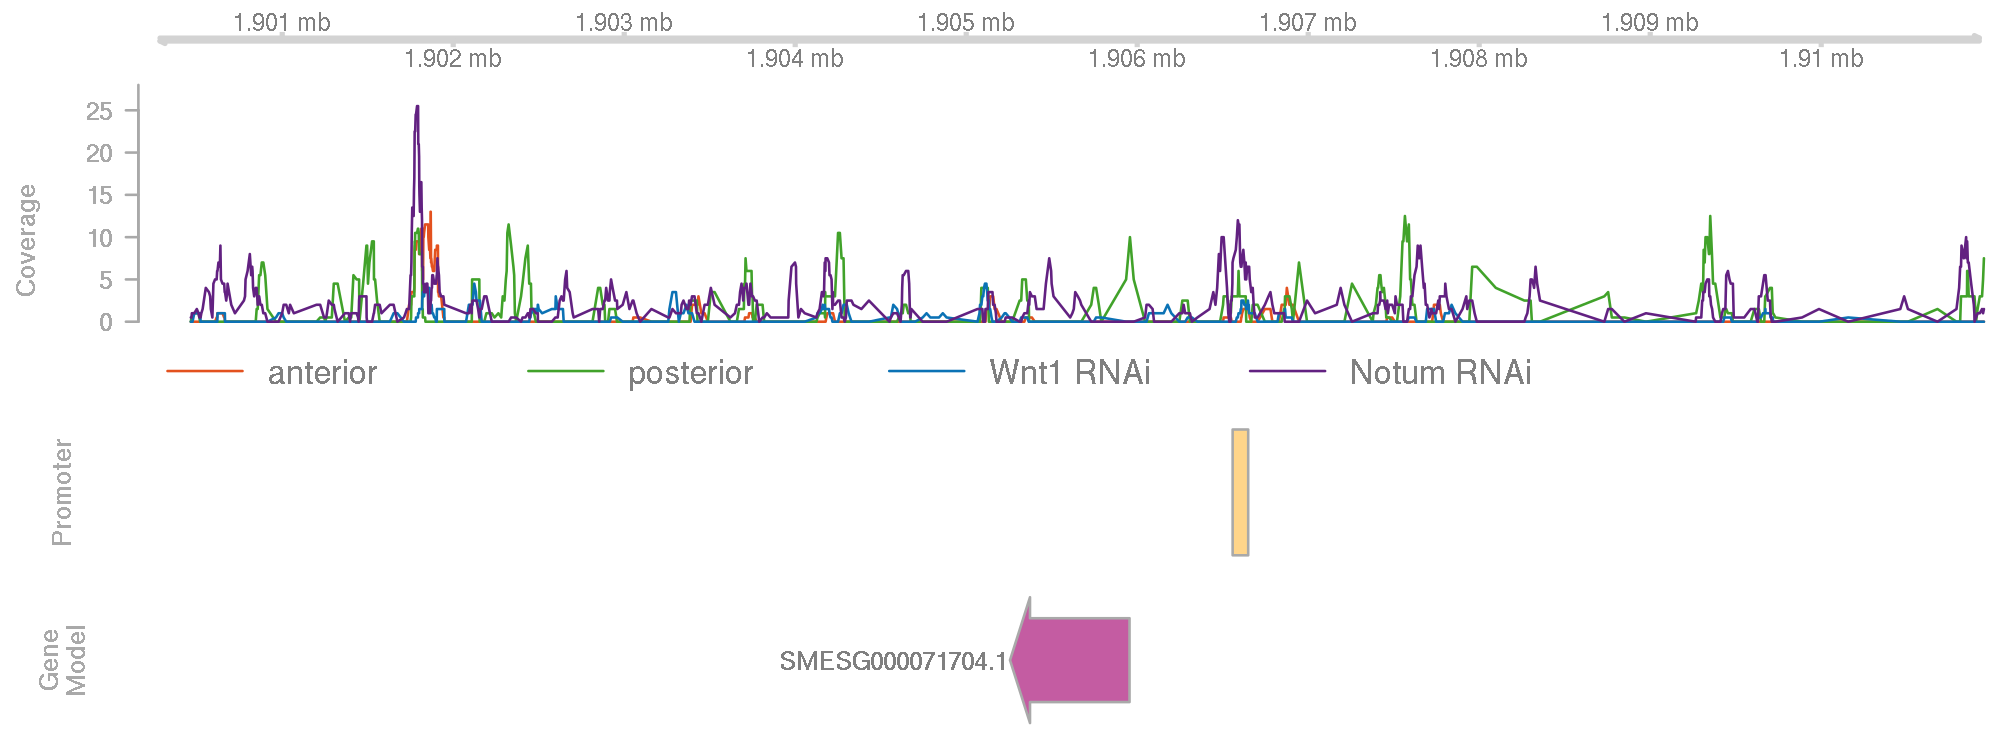 1.901 mb 1.903 mb 1.905 mb 1.907 mb 1.909 mb
1.902 mb 1.904 mb 1.906 mb 1.908 mb 1.91 mb
Coverage
25
20
15
10
5
0
anterior posterior Wnt1 RNAi Notum RNAi
Promoter
Gene
Model
SMESG000071704.1